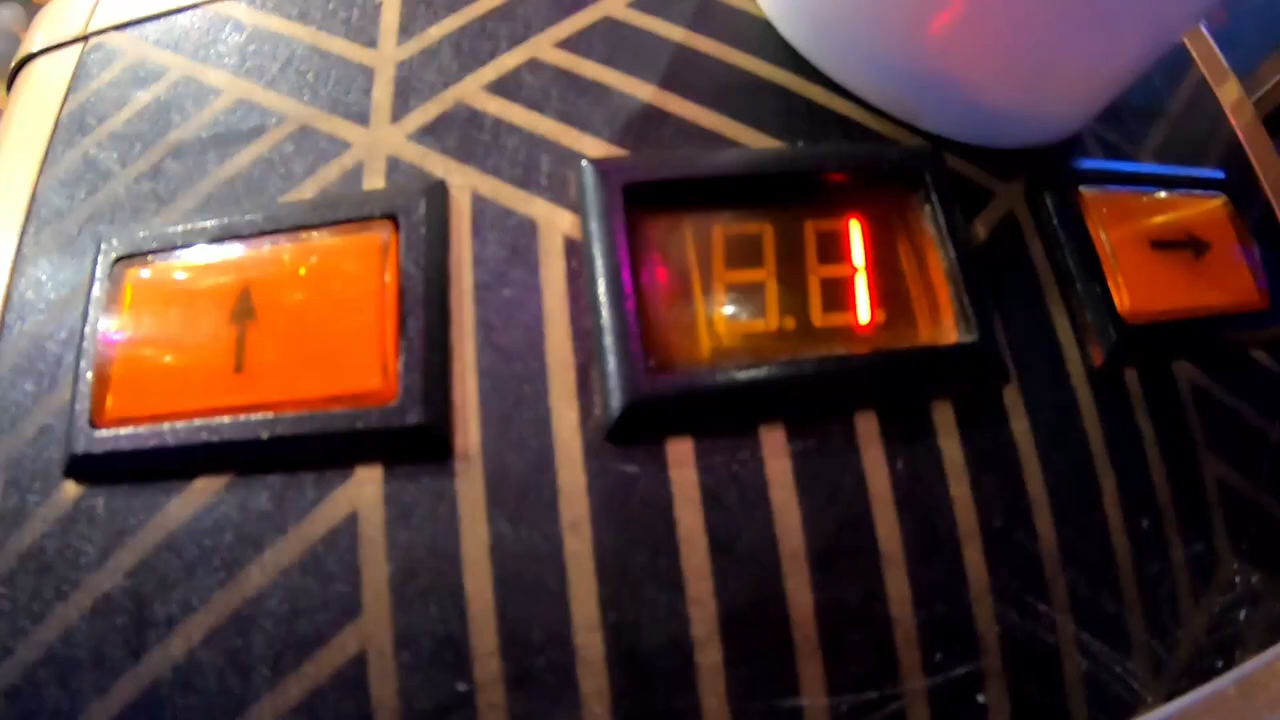 ↑ 1 →